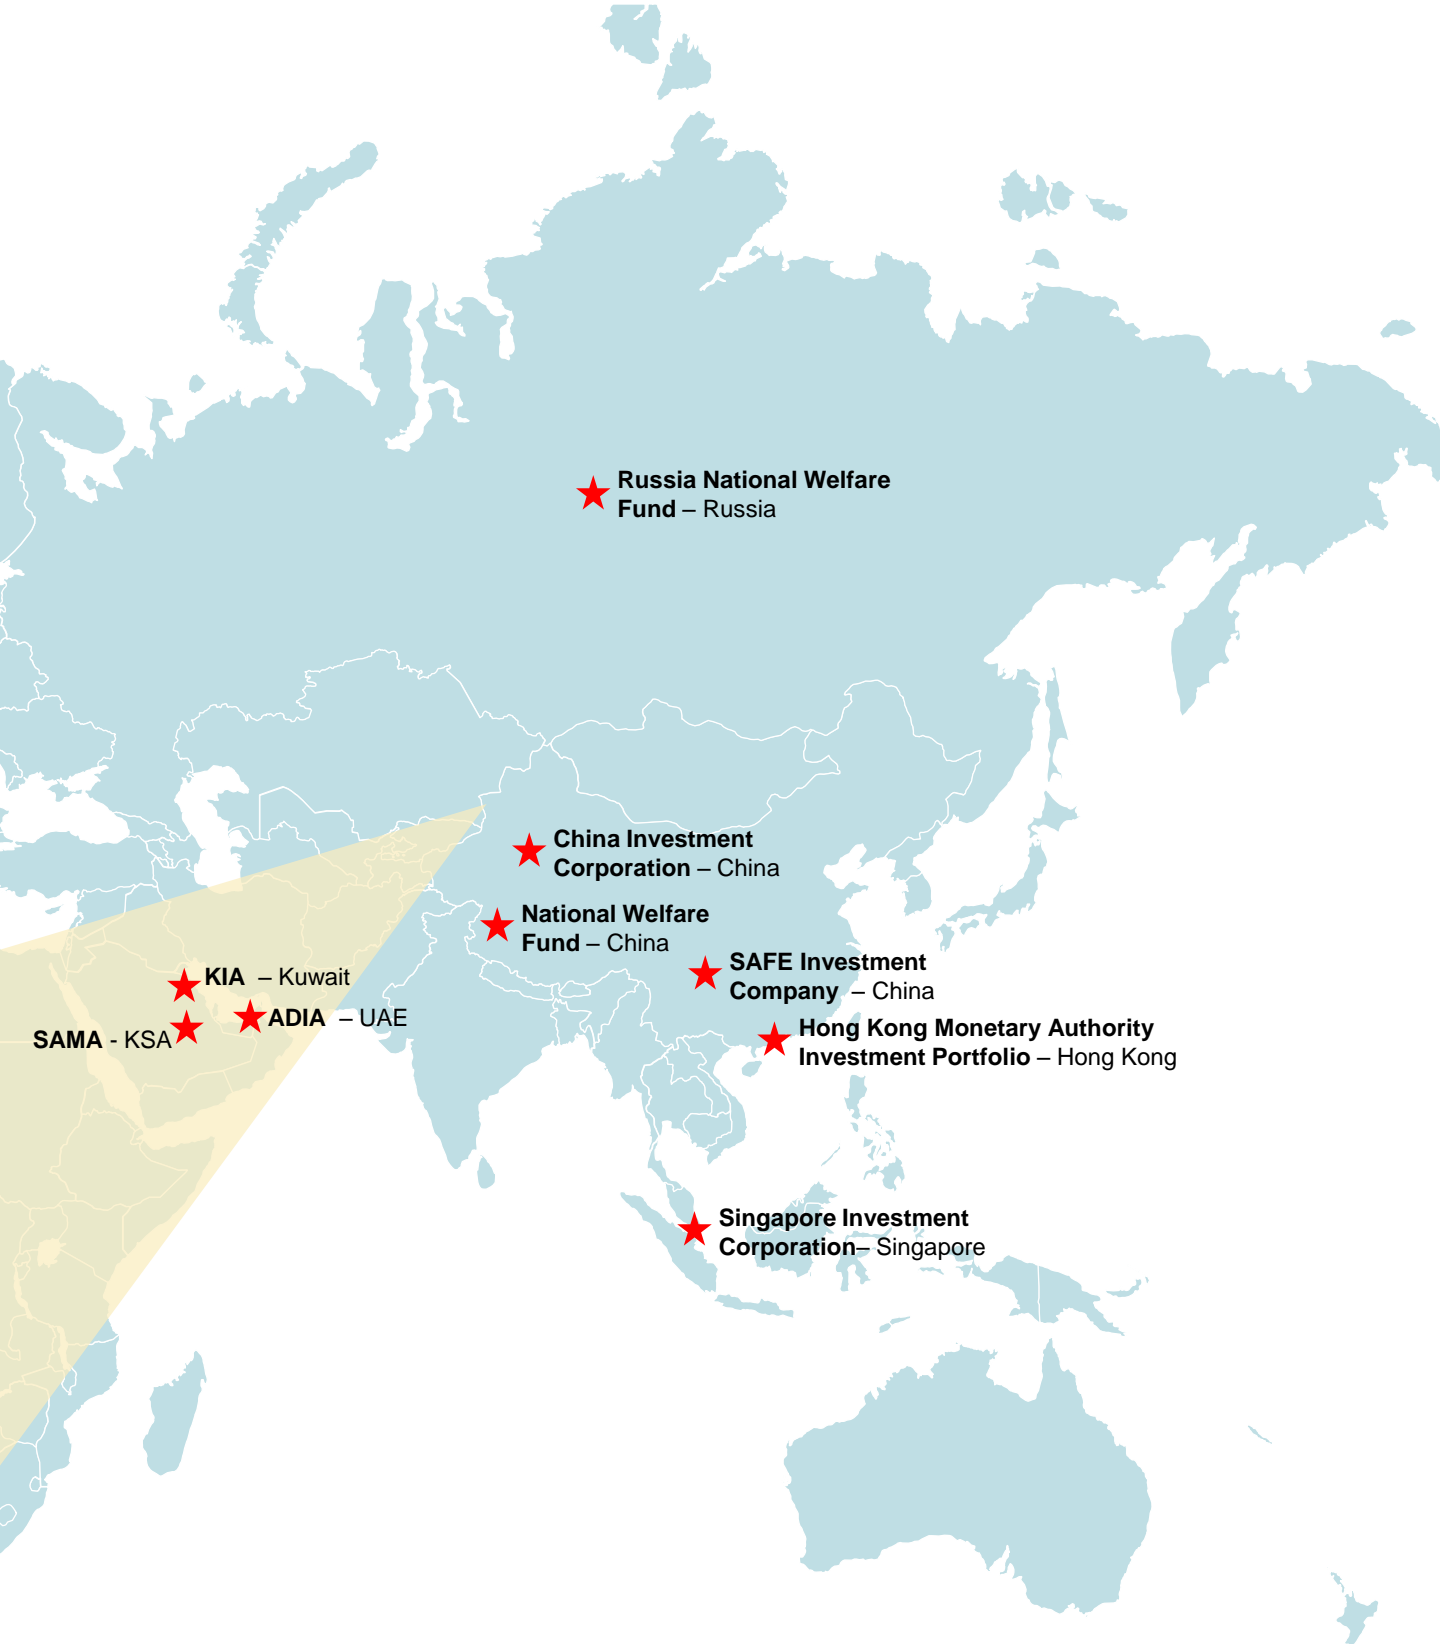 Russia National Welfare
Fund – Russia
China Investment
Corporation – China
National Welfare
Fund – China
SAFE Investment
Company – China
KIA – Kuwait
ADIA – UAE
SAMA - KSA
Hong Kong Monetary Authority
Investment Portfolio – Hong Kong
Singapore Investment
Corporation– Singapore